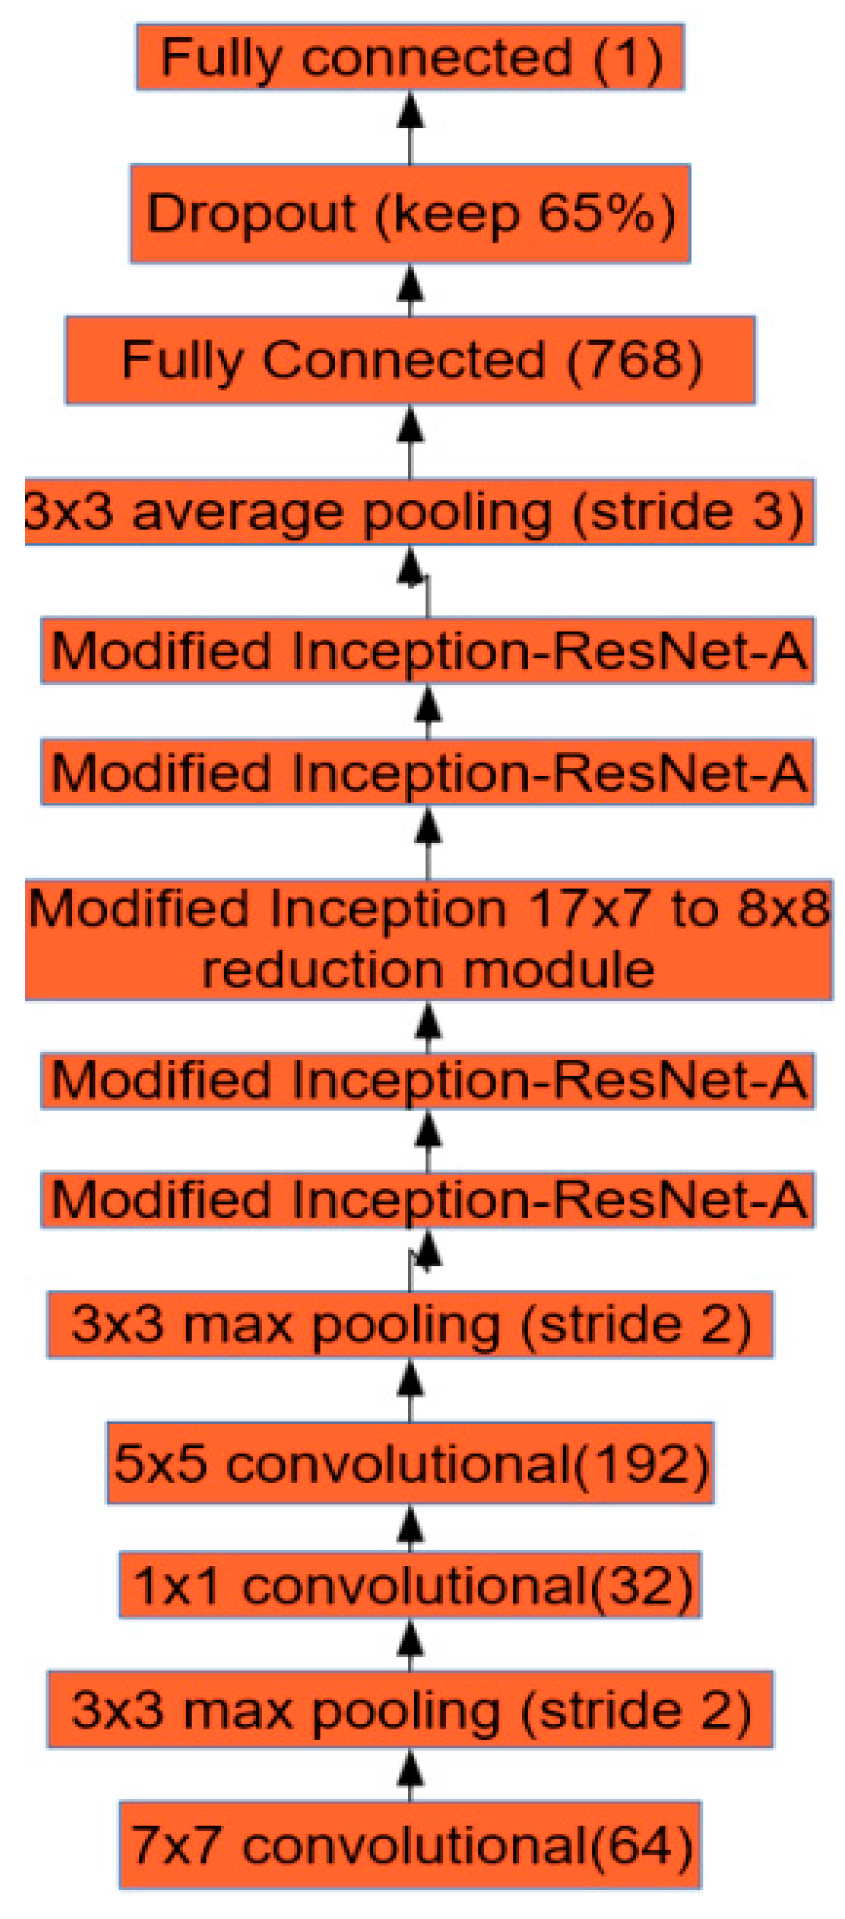 Fully connected (1)
Dropout (keep 65%)
Fully Connected (768)
3x3 average pooling (stride 3)
Modified Inception-ResNet-A
Modified Inception-ResNet-A
Modified Inception 17x7 to 8x8
reduction module
Modified Inception-ResNet-A
Modified Inception-ResNet-A
3x3 max pooling (stride 2)
5x5 convolutional(192)
1x1 convolutional(32)
3x3 max pooling (stride 2)
7x7 convolutional(64)